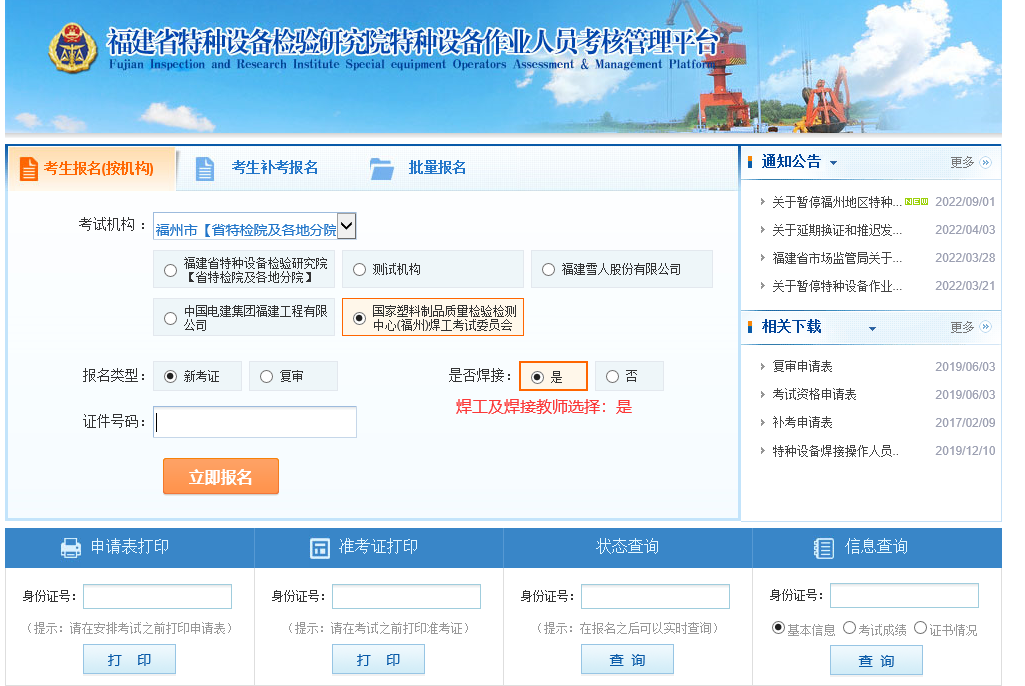 福建省特种设备检验研究院特种设备作业人员考核管理平台
Fujian Inspection and Research Institute Special equipment Operators Assessment & Management Platform
考生报名(按机构)
考生补考报名
批量报名
考试机构：
福州市【省特检院及各地分院
福建省特种设备检验研究院
【省特检院及各地分院】
测试机构
福建雪人股份有限公司
中国电建集团福建工程有限
公司
国家塑料制品质量检验检测
中心(福州)焊工考试委员会
报名类型：
新考证
复审
是否焊接：
是
否
焊工及焊接教师选择：是
证件号码：
立即报名
通知公告
更多
关于暂停福州地区特种... NEW 2022/09/01
关于延期换证和推迟发... 2022/04/03
福建省市场监管局关于... 2022/03/28
关于暂停特种设备作业... 2022/03/21
相关下载
更多
复审申请表 2019/06/03
考试资格申请表 2019/06/03
补考申请表 2017/02/09
特种设备焊接操作人员.. 2019/12/10
申请表打印
身份证号：
（提示：请在安排考试之前打印申请表）
打 印
准考证打印
身份证号：
（提示：请在考试之前打印准考证）
打 印
状态查询
身份证号：
（提示：在报名之后可以实时查询）
查 询
信息查询
身份证号：
基本信息 考试成绩 证书情况
查 询